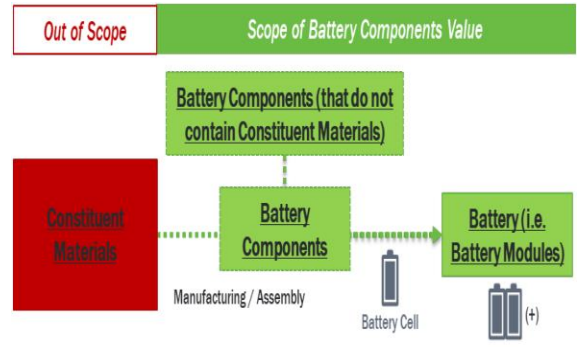 Out of Scope
Scope of Battery Components Value
Battery Components (that do not
contain Constituent Materials)
Constituent
Materials
Battery
Components
Battery (i.e.
Battery Modules)
Manufacturing / Assembly
Battery Cell
(+)